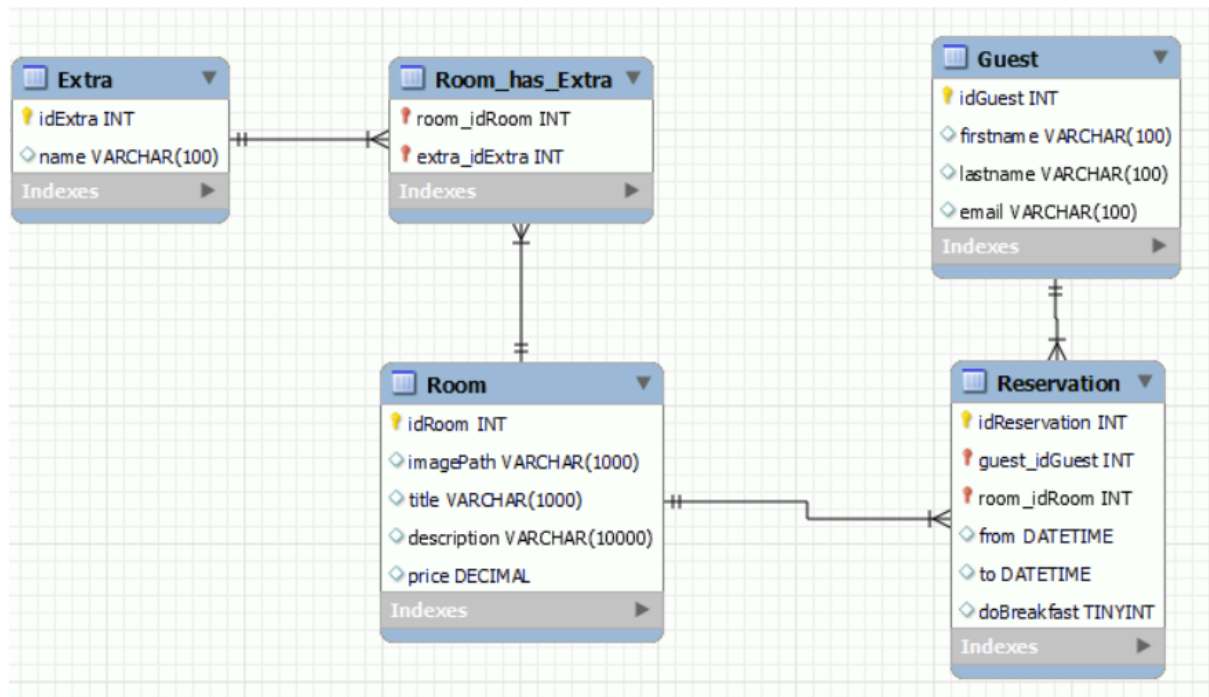 Extra
idExtra INT
name VARCHAR(100)
Indexes
Room_has_Extra
room_idRoom INT
extra_idExtra INT
Indexes
Guest
idGuest INT
firstname VARCHAR(100)
lastname VARCHAR(100)
email VARCHAR(100)
Indexes
Room
idRoom INT
imagePath VARCHAR(1000)
title VARCHAR(1000)
description VARCHAR(10000)
price DECIMAL
Indexes
Reservation
idReservation INT
guest_idGuest INT
room_idRoom INT
from DATETIME
to DATETIME
doBreakfast TINYINT
Indexes